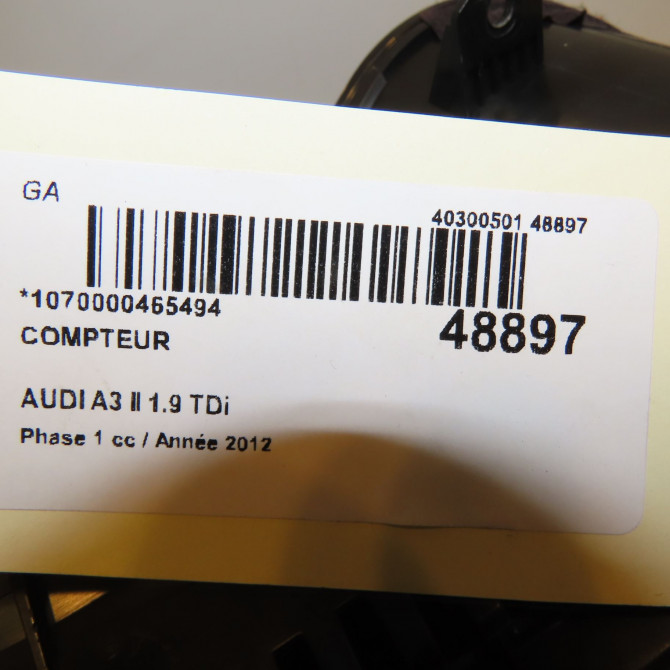 GA
40300501 48897
*1070000465494
48897
COMPTEUR
AUDI A3 II 1.9 TDi
Phase 1 cc / Année 2012